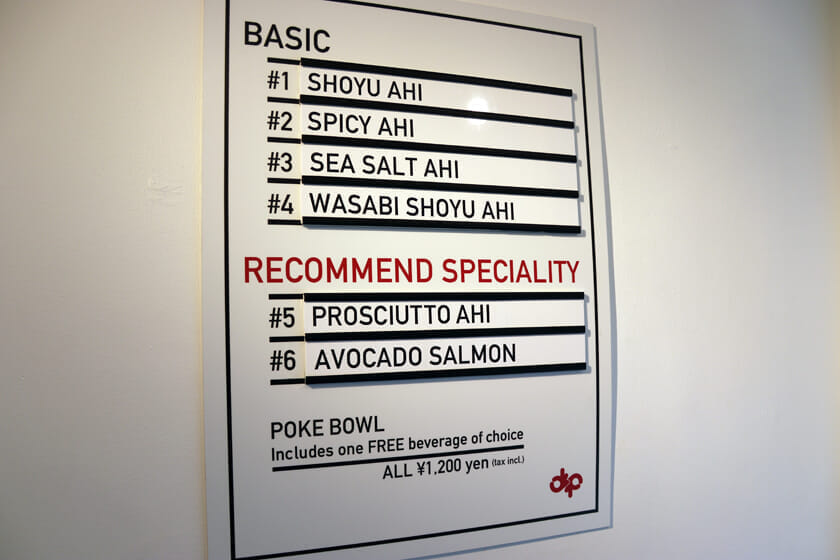 BASIC
#1 SHOYU AHI
#2 SPICY AHI
#3 SEA SALT AHI
#4 WASABI SHOYU AHI
RECOMMEND SPECIALITY
#5 PROSCIUTTO AHI
#6 AVOCADO SALMON
POKE BOWL
Includes one FREE beverage of choice
ALL ¥1,200 yen (tax incl.)